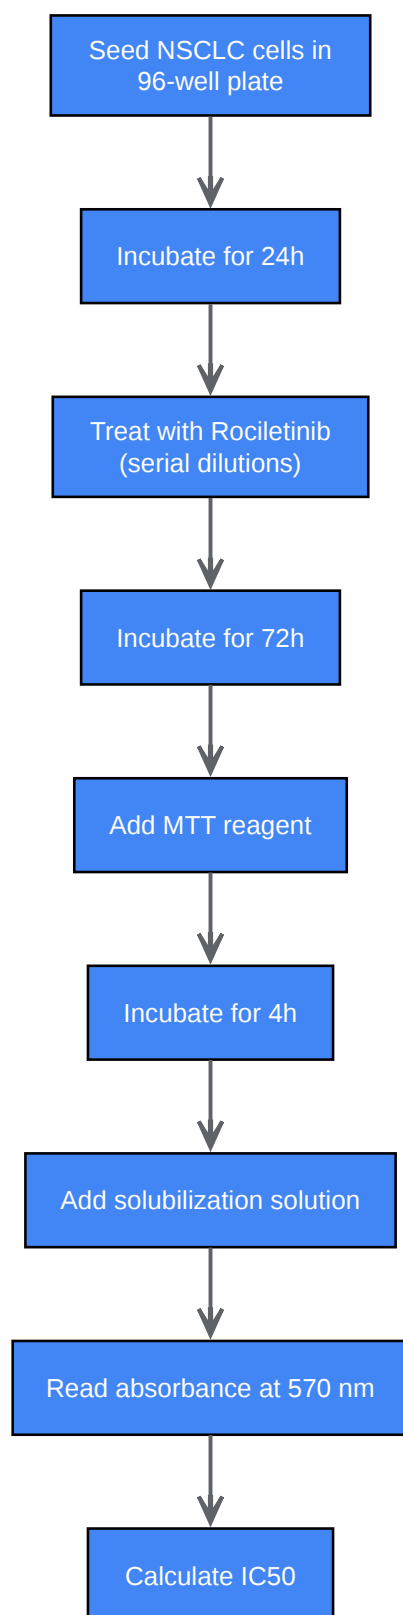 Seed NSCLC cells in
96-well plate
Incubate for 24h
Treat with Rociletinib
(serial dilutions)
Incubate for 72h
Add MTT reagent
Incubate for 4h
Add solubilization solution
Read absorbance at 570 nm
Calculate IC50